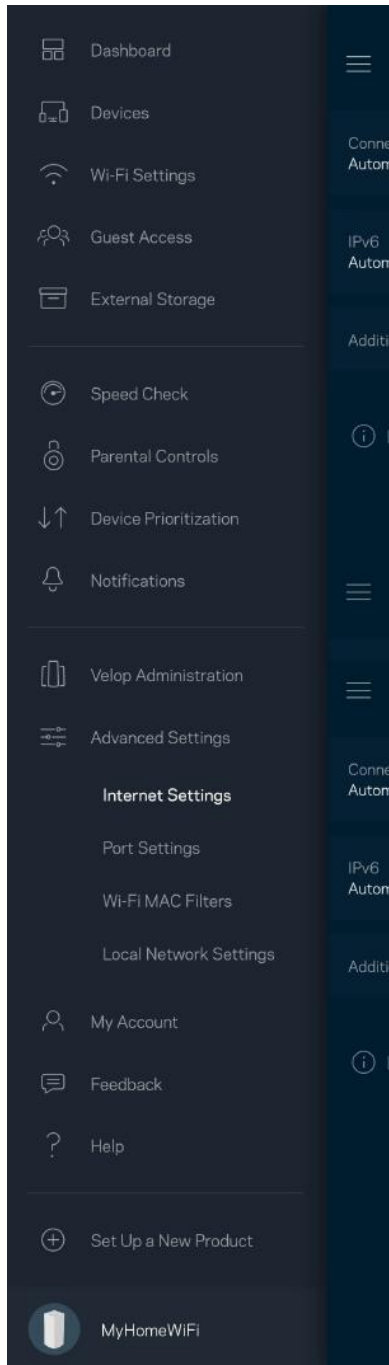 Dashboard
Devices
Wi-Fi Settings
Guest Access
External Storage
Speed Check
Parental Controls
Device Prioritization
Notifications
Velop Administration
Advanced Settings
Internet Settings
Port Settings
Wi-Fi MAC Filters
Local Network Settings
My Account
Feedback
Help
Set Up a New Product
MyHomeWiFi
IPv6
IPv6